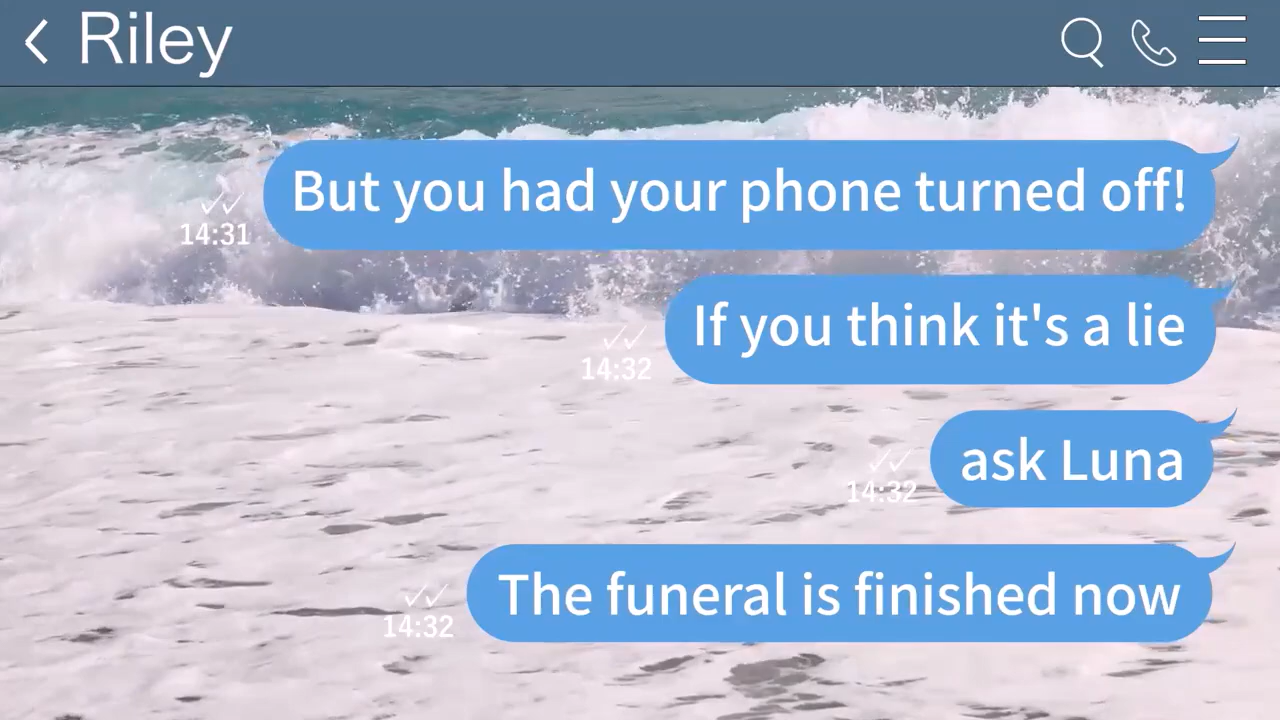 Riley
But you had your phone turned off!
14:31
If you think it's a lie
14:32
ask Luna
14:32
The funeral is finished now
14:32